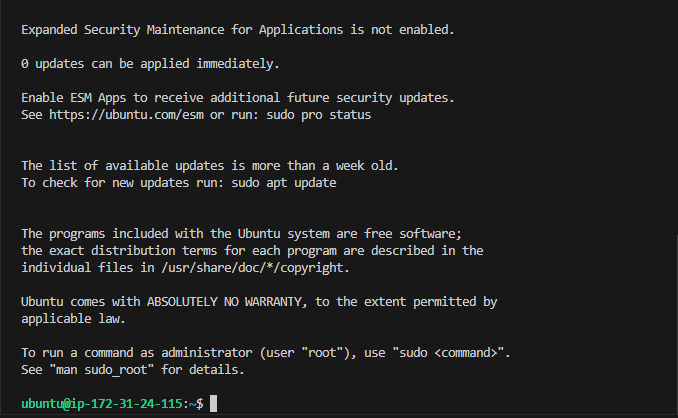 Expanded Security Maintenance for Applications is not enabled.
0 updates can be applied immediately.
Enable ESM Apps to receive additional future security updates.
See https://ubuntu.com/esm or run: sudo pro status
The list of available updates is more than a week old.
To check for new updates run: sudo apt update
The programs included with the Ubuntu system are free software;
the exact distribution terms for each program are described in the
individual files in /usr/share/doc/*/copyright.
Ubuntu comes with ABSOLUTELY NO WARRANTY, to the extent permitted by
applicable law.
To run a command as administrator (user "root"), use "sudo <command>".
See "man sudo_root" for details.
ubuntu@ip-172-31-24-115:~$